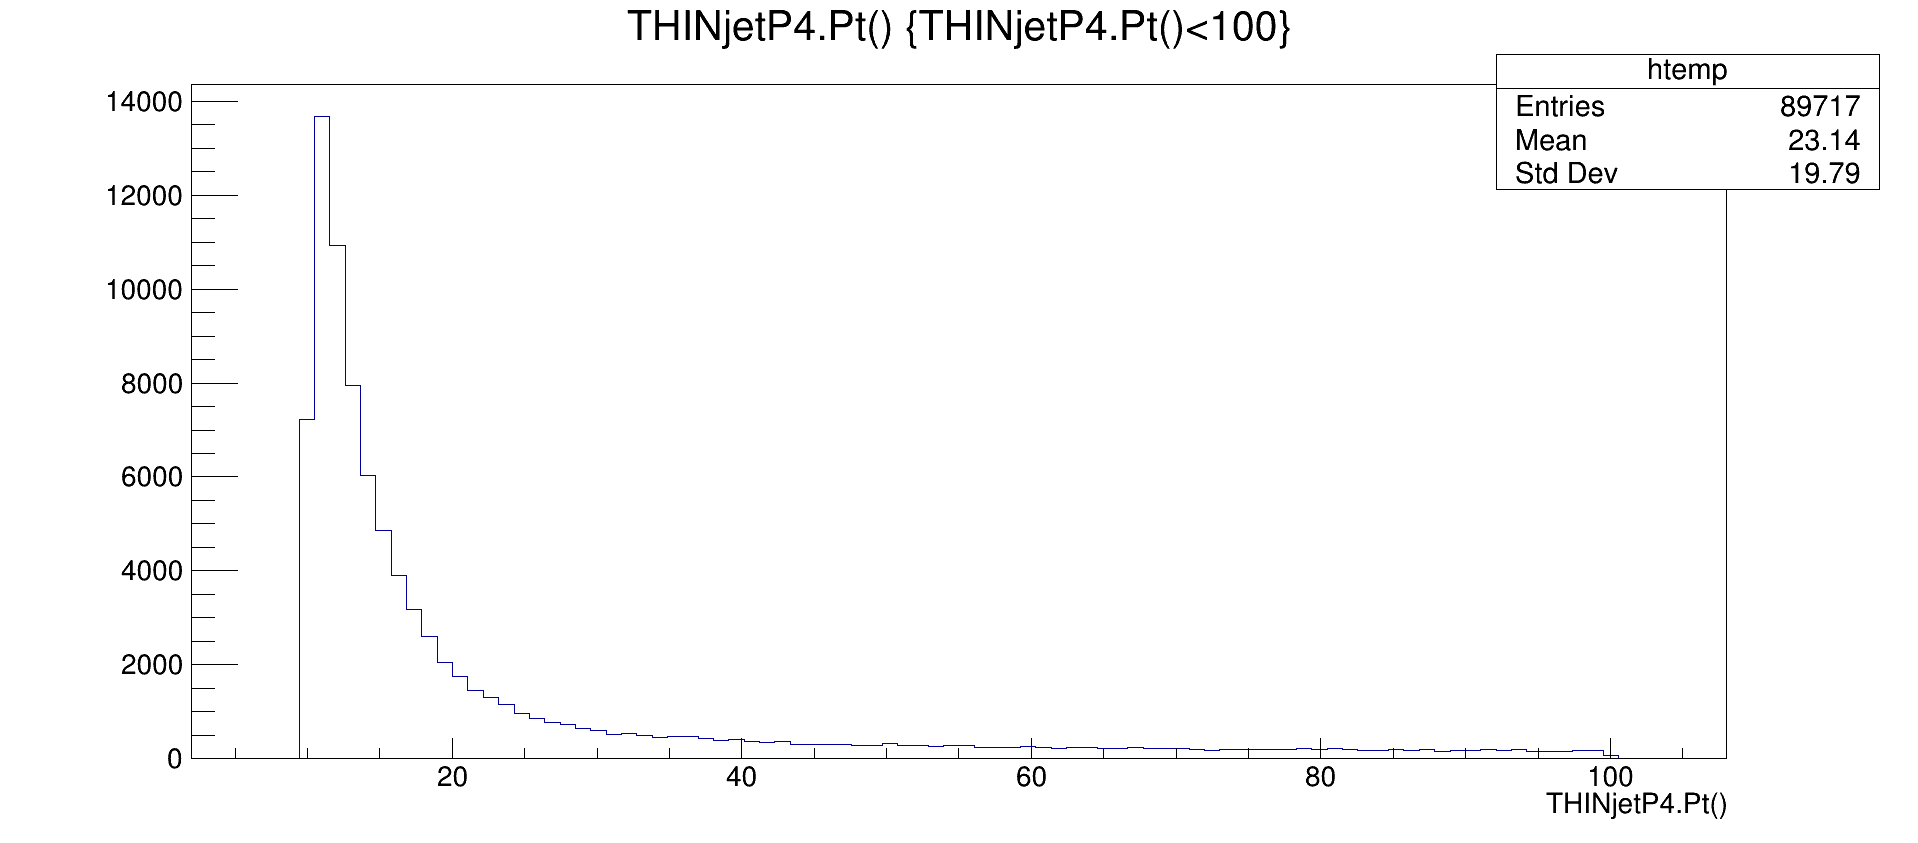 THINjetP4.Pt() {THINjetP4.Pt()<100}
htemp
Entries 89717
Mean 23.14
Std Dev 19.79
14000
12000
10000
8000
6000
4000
2000
0
20 40 60 80 100
THINjetP4.Pt()